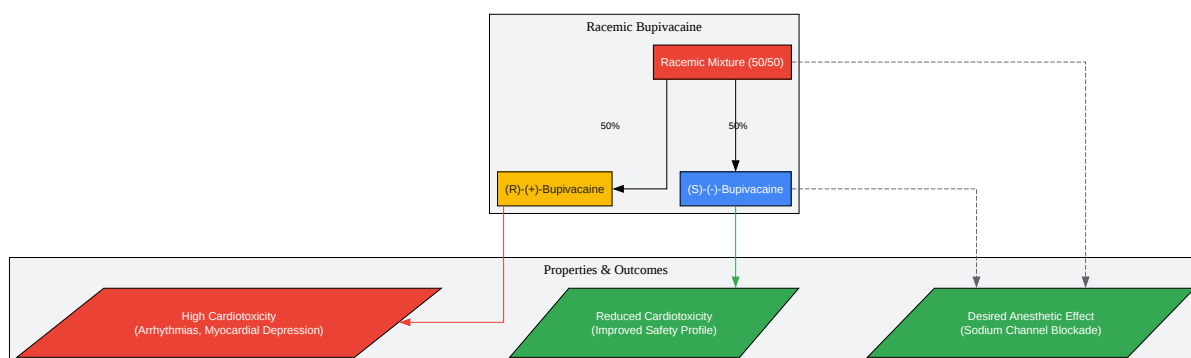 Racemic Bupivacaine
Racemic Mixture (50/50)
50%
50%
(R)-(+)-Bupivacaine
(S)-(-)-Bupivacaine
Properties & Outcomes
High Cardiotoxicity
(Arrhythmias, Myocardial Depression)
Reduced Cardiotoxicity
(Improved Safety Profile)
Desired Anesthetic Effect
(Sodium Channel Blockade)